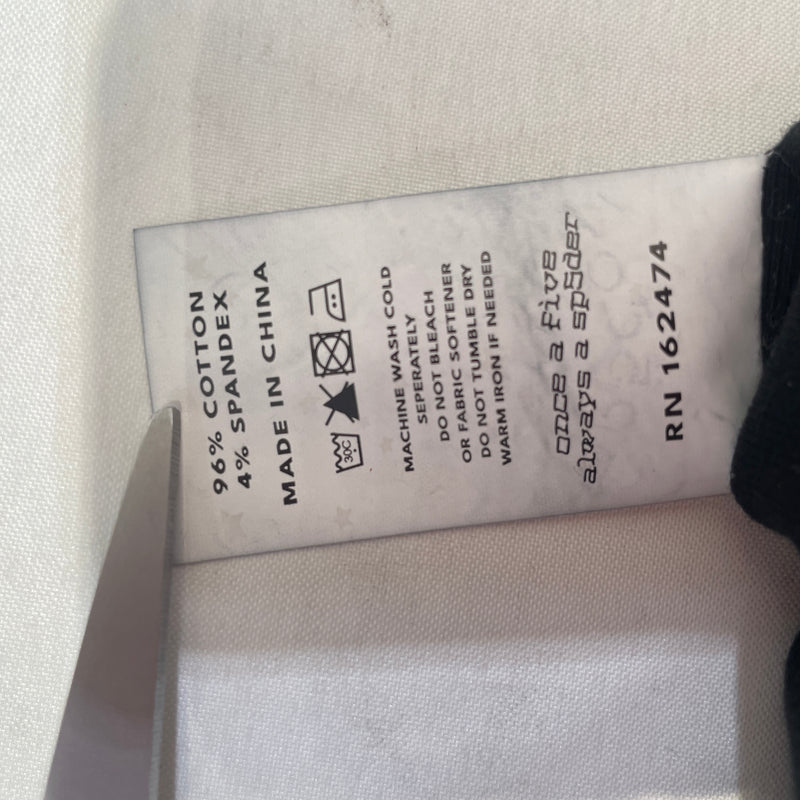 96% COTTON
4% SPANDEX
MADE IN CHINA
30C
MACHINE WASH COLD
SEPERATELY
DO NOT BLEACH
OR FABRIC SOFTENER
DO NOT TUMBLE DRY
WARM IRON IF NEEDED
once a five
always a sp5der
RN 162474